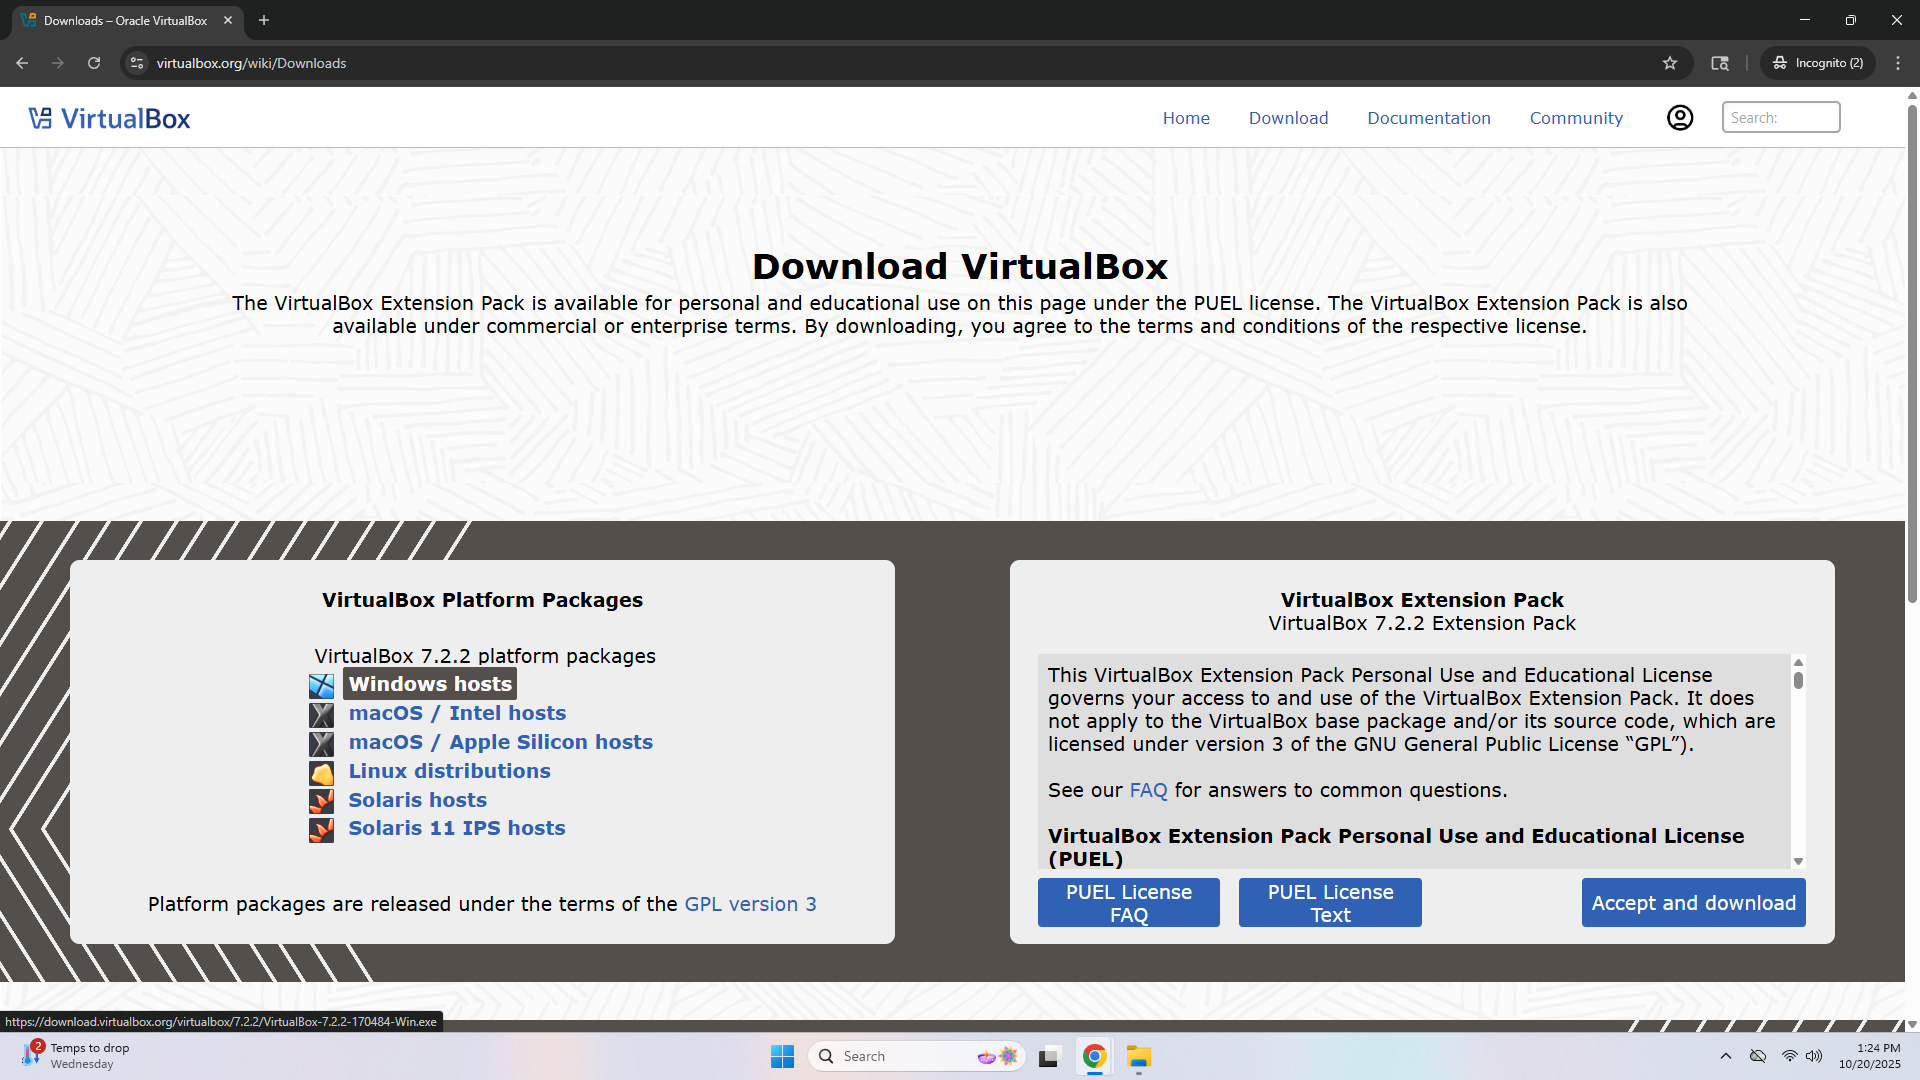 Downloads – Oracle VirtualBox
virtualbox.org/wiki/Downloads
Incognito (2)
VirtualBox
Home
Download
Documentation
Community
Search:
Download VirtualBox
The VirtualBox Extension Pack is available for personal and educational use on this page under the PUEL license. The VirtualBox Extension Pack is also
available under commercial or enterprise terms. By downloading, you agree to the terms and conditions of the respective license.
VirtualBox Platform Packages
VirtualBox 7.2.2 platform packages
Windows hosts
macOS / Intel hosts
macOS / Apple Silicon hosts
Linux distributions
Solaris hosts
Solaris 11 IPS hosts
Platform packages are released under the terms of the GPL version 3
VirtualBox Extension Pack
VirtualBox 7.2.2 Extension Pack
This VirtualBox Extension Pack Personal Use and Educational License
governs your access to and use of the VirtualBox Extension Pack. It does
not apply to the VirtualBox base package and/or its source code, which are
licensed under version 3 of the GNU General Public License “GPL”).
See our FAQ for answers to common questions.
VirtualBox Extension Pack Personal Use and Educational License
(PUEL)
PUEL License
FAQ
PUEL License
Text
Accept and download
https://download.virtualbox.org/virtualbox/7.2.2/VirtualBox-7.2.2-170484-Win.exe
2
Temps to drop
Wednesday
Search
1:24 PM
10/20/2025